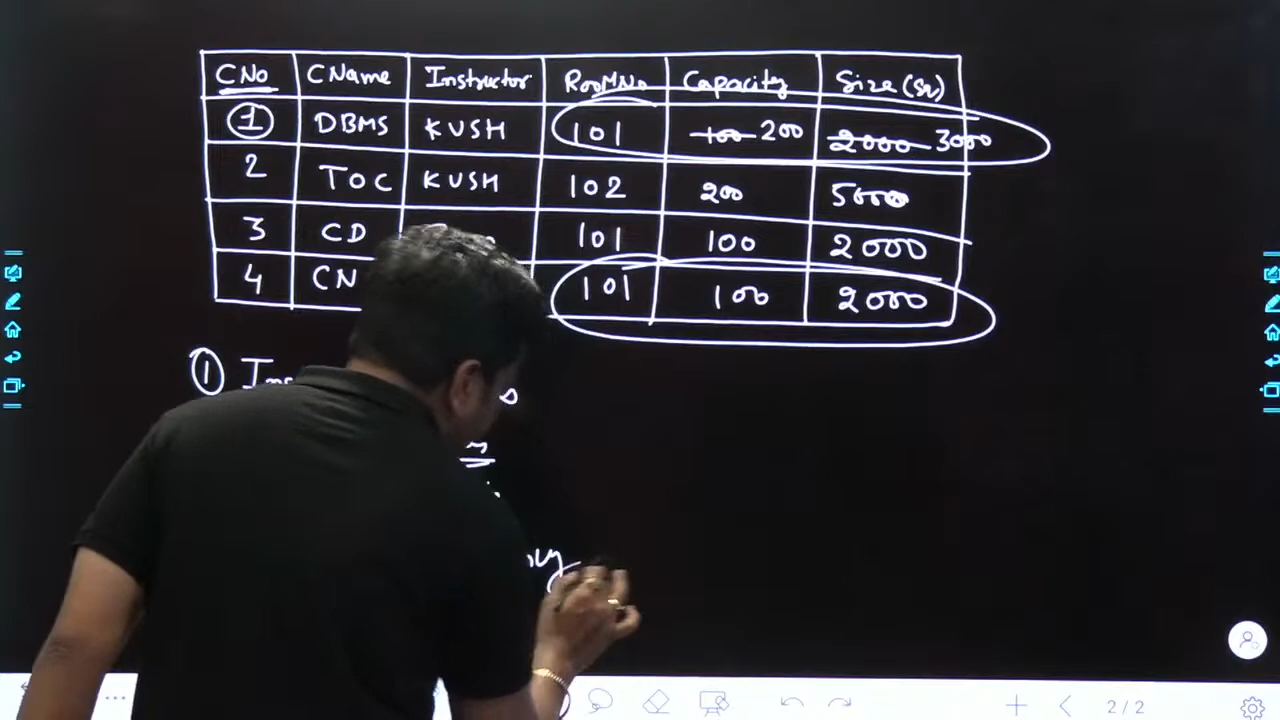 CNo CName Instructor RooMNo Capacity Size(Sr)
1 DBMS KUSH 101 100 200 2000 3000
2 TOC KUSH 102 200 5000
3 CD 101 100 2000
4 CN 101 100 2000
1
2/2